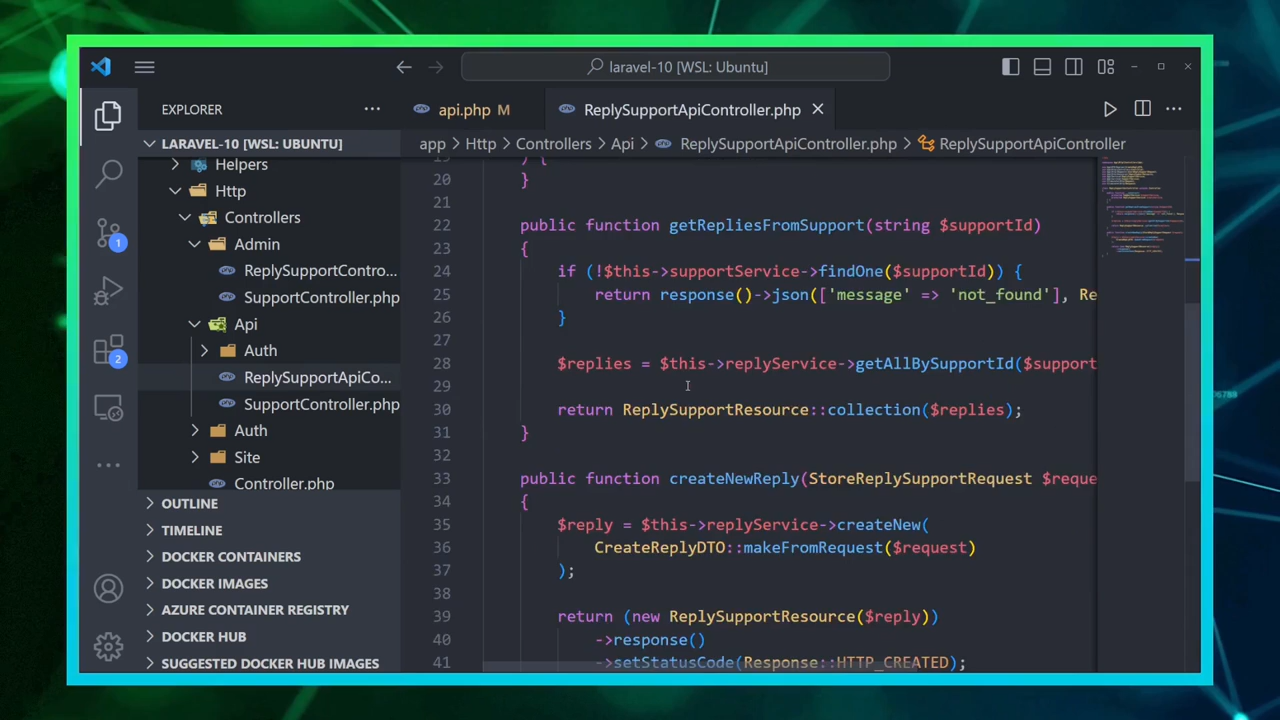 laravel-10 [WSL: Ubuntu]
EXPLORER
api.php M
ReplySupportApiController.php
LARAVEL-10 [WSL: UBUNTU]
app > Http > Controllers > Api > ReplySupportApiController.php > ReplySupportApiController
Helpers
Http
Controllers
Admin
ReplySupportContro...
SupportController.php
Api
Auth
ReplySupportApiCo...
SupportController.php
Auth
Site
Controller.php
OUTLINE
TIMELINE
DOCKER CONTAINERS
DOCKER IMAGES
AZURE CONTAINER REGISTRY
DOCKER HUB
SUGGESTED DOCKER HUB IMAGES
1
2
19 ) {
20 }
21
22 public function getRepliesFromSupport(string $supportId)
23 {
24 if (!$this->supportService->findOne($supportId)) {
25 return response()->json(['message' => 'not_found'], Re
26 }
27
28 $replies = $this->replyService->getAllBySupportId($support
29
30 return ReplySupportResource::collection($replies);
31 }
32
33 public function createNewReply(StoreReplySupportRequest $reque
34 {
35 $reply = $this->replyService->createNew(
36 CreateReplyDTO::makeFromRequest($request)
37 );
38
39 return (new ReplySupportResource($reply))
40 ->response()
41 ->setStatusCode(Response::HTTP_CREATED);